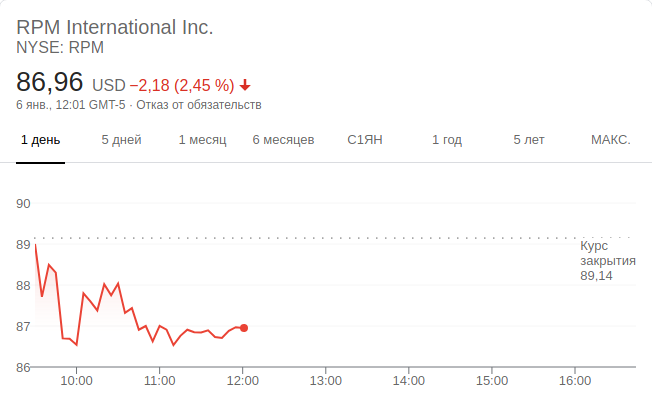 RPM International Inc.
NYSE: RPM
86,96 USD −2,18 (2,45 %)
6 янв., 12:01 GMT-5 · Отказ от обязательств
1 день 5 дней 1 месяц 6 месяцев С1ЯН 1 год 5 лет МАКС.
90
89
88
87
86
Курс
закрытия
89,14
10:00 11:00 12:00 13:00 14:00 15:00 16:00